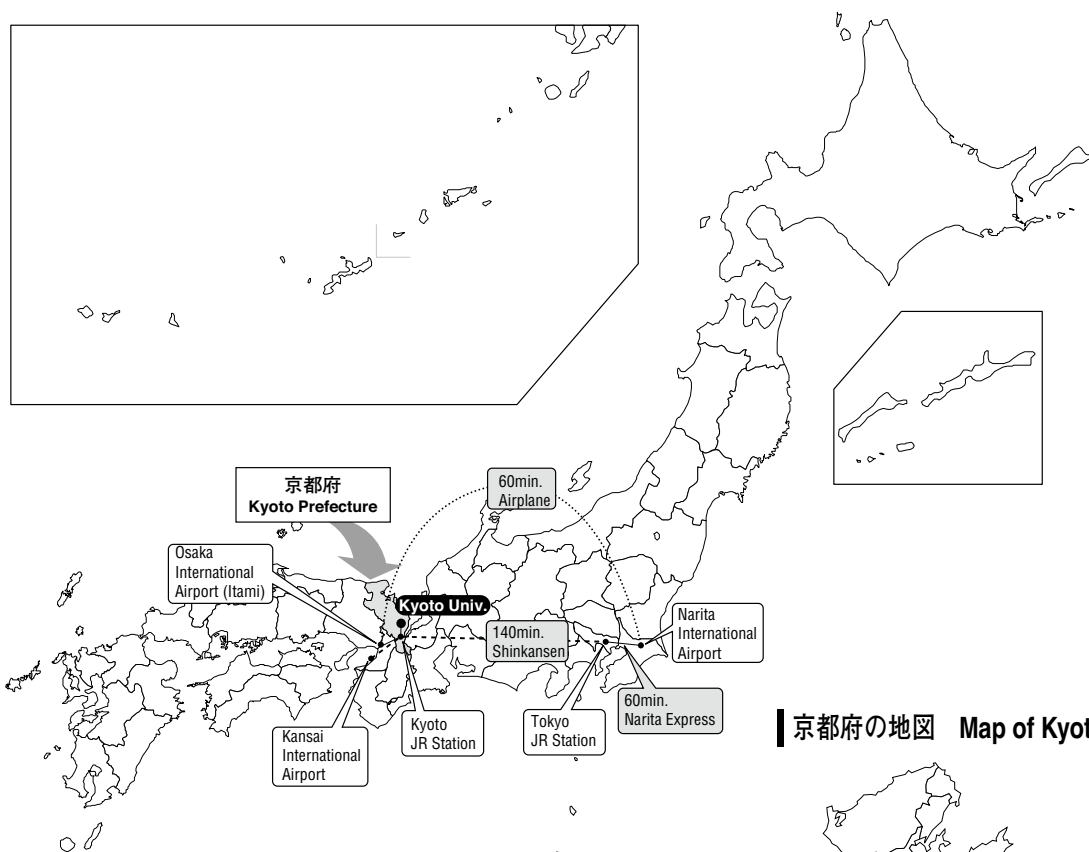 60min.
Airplane
京都府
Kyoto Prefecture
Osaka
International
Airport (Itami)
Kyoto Univ.
140min.
Shinkansen
Narita
International
Airport
60min.
Narita Express
Tokyo
JR Station
Kyoto
JR Station
Kansai
International
Airport
京都府の地図 Map of Kyot